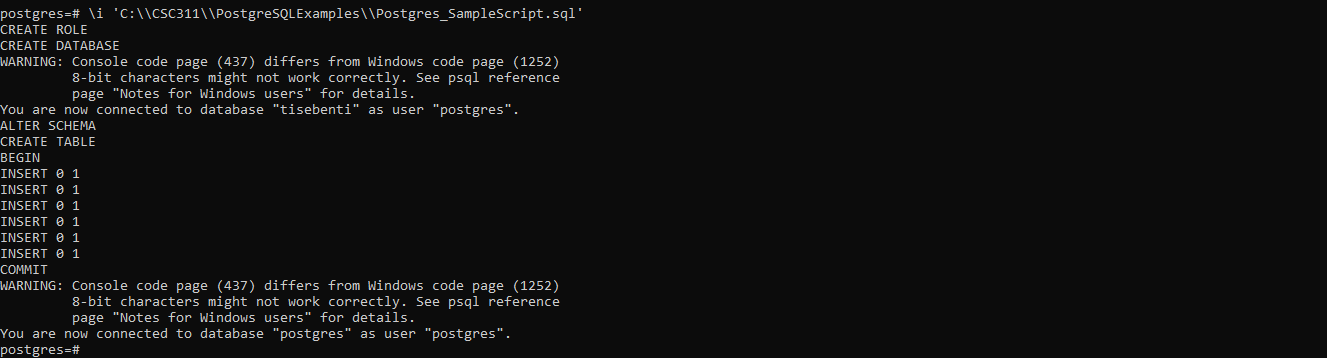 postgres=# \i 'C:\\CSC311\\PostgreSQLExamples\\Postgres_SampleScript.sql'
CREATE ROLE
CREATE DATABASE
WARNING: Console code page (437) differs from Windows code page (1252)
         8-bit characters might not work correctly. See psql reference
         page "Notes for Windows users" for details.
You are now connected to database "tisebenti" as user "postgres".
ALTER SCHEMA
CREATE TABLE
BEGIN
INSERT 0 1
INSERT 0 1
INSERT 0 1
INSERT 0 1
INSERT 0 1
INSERT 0 1
COMMIT
WARNING: Console code page (437) differs from Windows code page (1252)
         8-bit characters might not work correctly. See psql reference
         page "Notes for Windows users" for details.
You are now connected to database "postgres" as user "postgres".
postgres=#